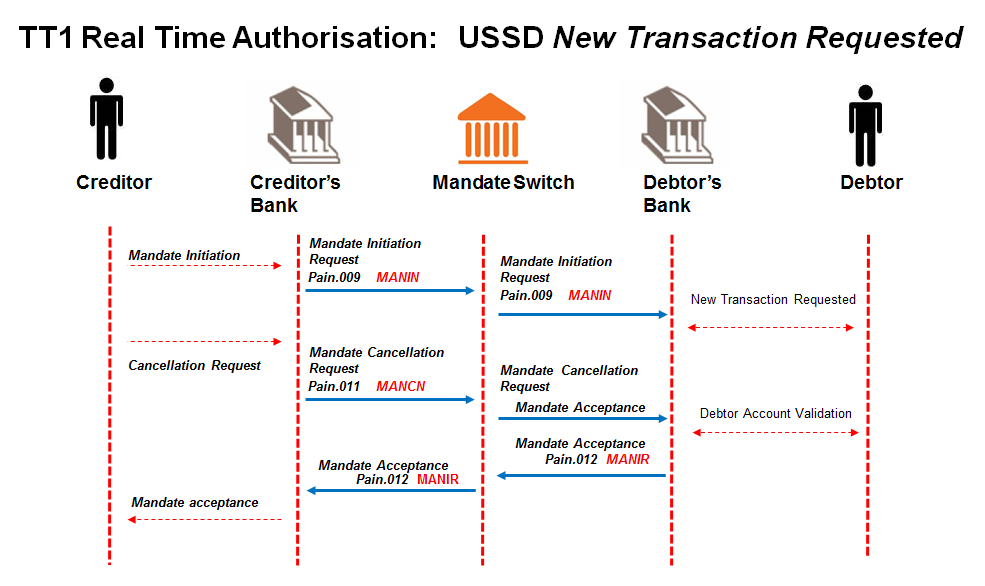 TT1 Real Time Authorisation: USSD New Transaction Requested
Creditor
Creditor's
Bank
Mandate Switch
Debtor's
Bank
Debtor
Mandate Initiation
Mandate Initiation
Request
Pain.009 MANIN
Mandate Initiation
Request
Pain.009 MANIN
New Transaction Requested
Cancellation Request
Mandate Cancellation
Request
Pain.011 MANCN
Mandate Cancellation
Request
Mandate Acceptance
Debtor Account Validation
Mandate Acceptance
Pain.012 MANIR
Mandate Acceptance
Pain.012 MANIR
Mandate acceptance